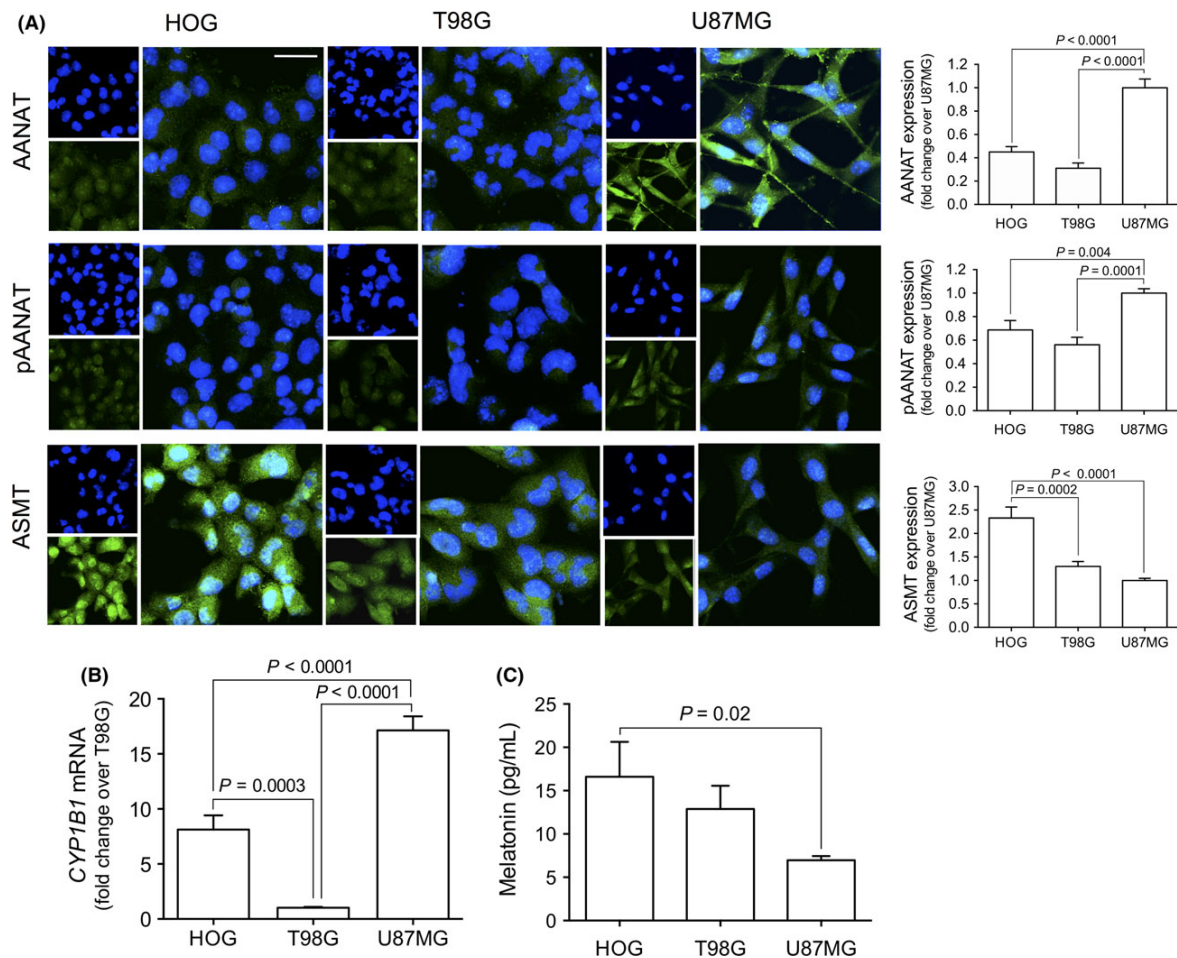 (A)
HOG T98G U87MG
AANAT
pAANAT
ASMT
P < 0.0001
P < 0.0001
1.2
1.0
0.8
0.6
0.4
0.2
0.0
AANAT expression
(fold change over U87MG)
HOG T98G U87MG
P = 0.004
P = 0.0001
1.2
1.0
0.8
0.6
0.4
0.2
0.0
pAANAT expression
(fold change over U87MG)
HOG T98G U87MG
P < 0.0001
P = 0.0002
3.0
2.5
2.0
1.5
1.0
0.5
0.0
ASMT expression
(fold change over U87MG)
HOG T98G U87MG
(B)
P < 0.0001
P < 0.0001
P = 0.0003
20
15
10
5
0
CYP1B1 mRNA
(fold change over T98G)
HOG T98G U87MG
(C)
P = 0.02
25
20
15
10
5
0
Melatonin (pg/mL)
HOG T98G U87MG